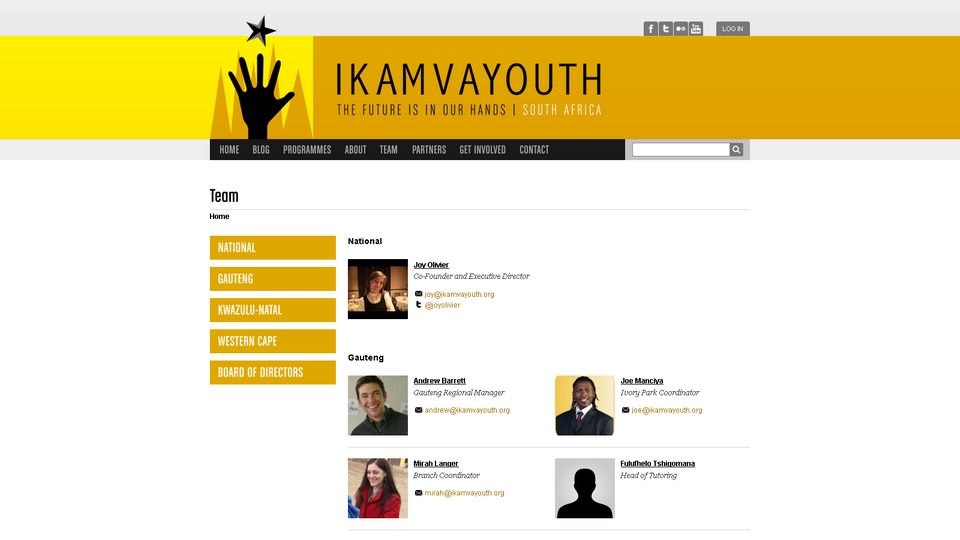 LOG IN
IKAMVAYOUTH
THE FUTURE IS IN OUR HANDS | SOUTH AFRICA
HOME BLOG PROGRAMMES ABOUT TEAM PARTNERS GET INVOLVED CONTACT
Team
Home
NATIONAL
GAUTENG
KWAZULU-NATAL
WESTERN CAPE
BOARD OF DIRECTORS
National
Joy Olivier
Co-Founder and Executive Director
joy@ikamvayouth.org
@joyolivier
Gauteng
Andrew Barrett
Gauteng Regional Manager
andrew@ikamvayouth.org
Joe Manciya
Ivory Park Coordinator
joe@ikamvayouth.org
Mirah Langer
Branch Coordinator
mirah@ikamvayouth.org
Fulufhelo Tshigomana
Head of Tutoring